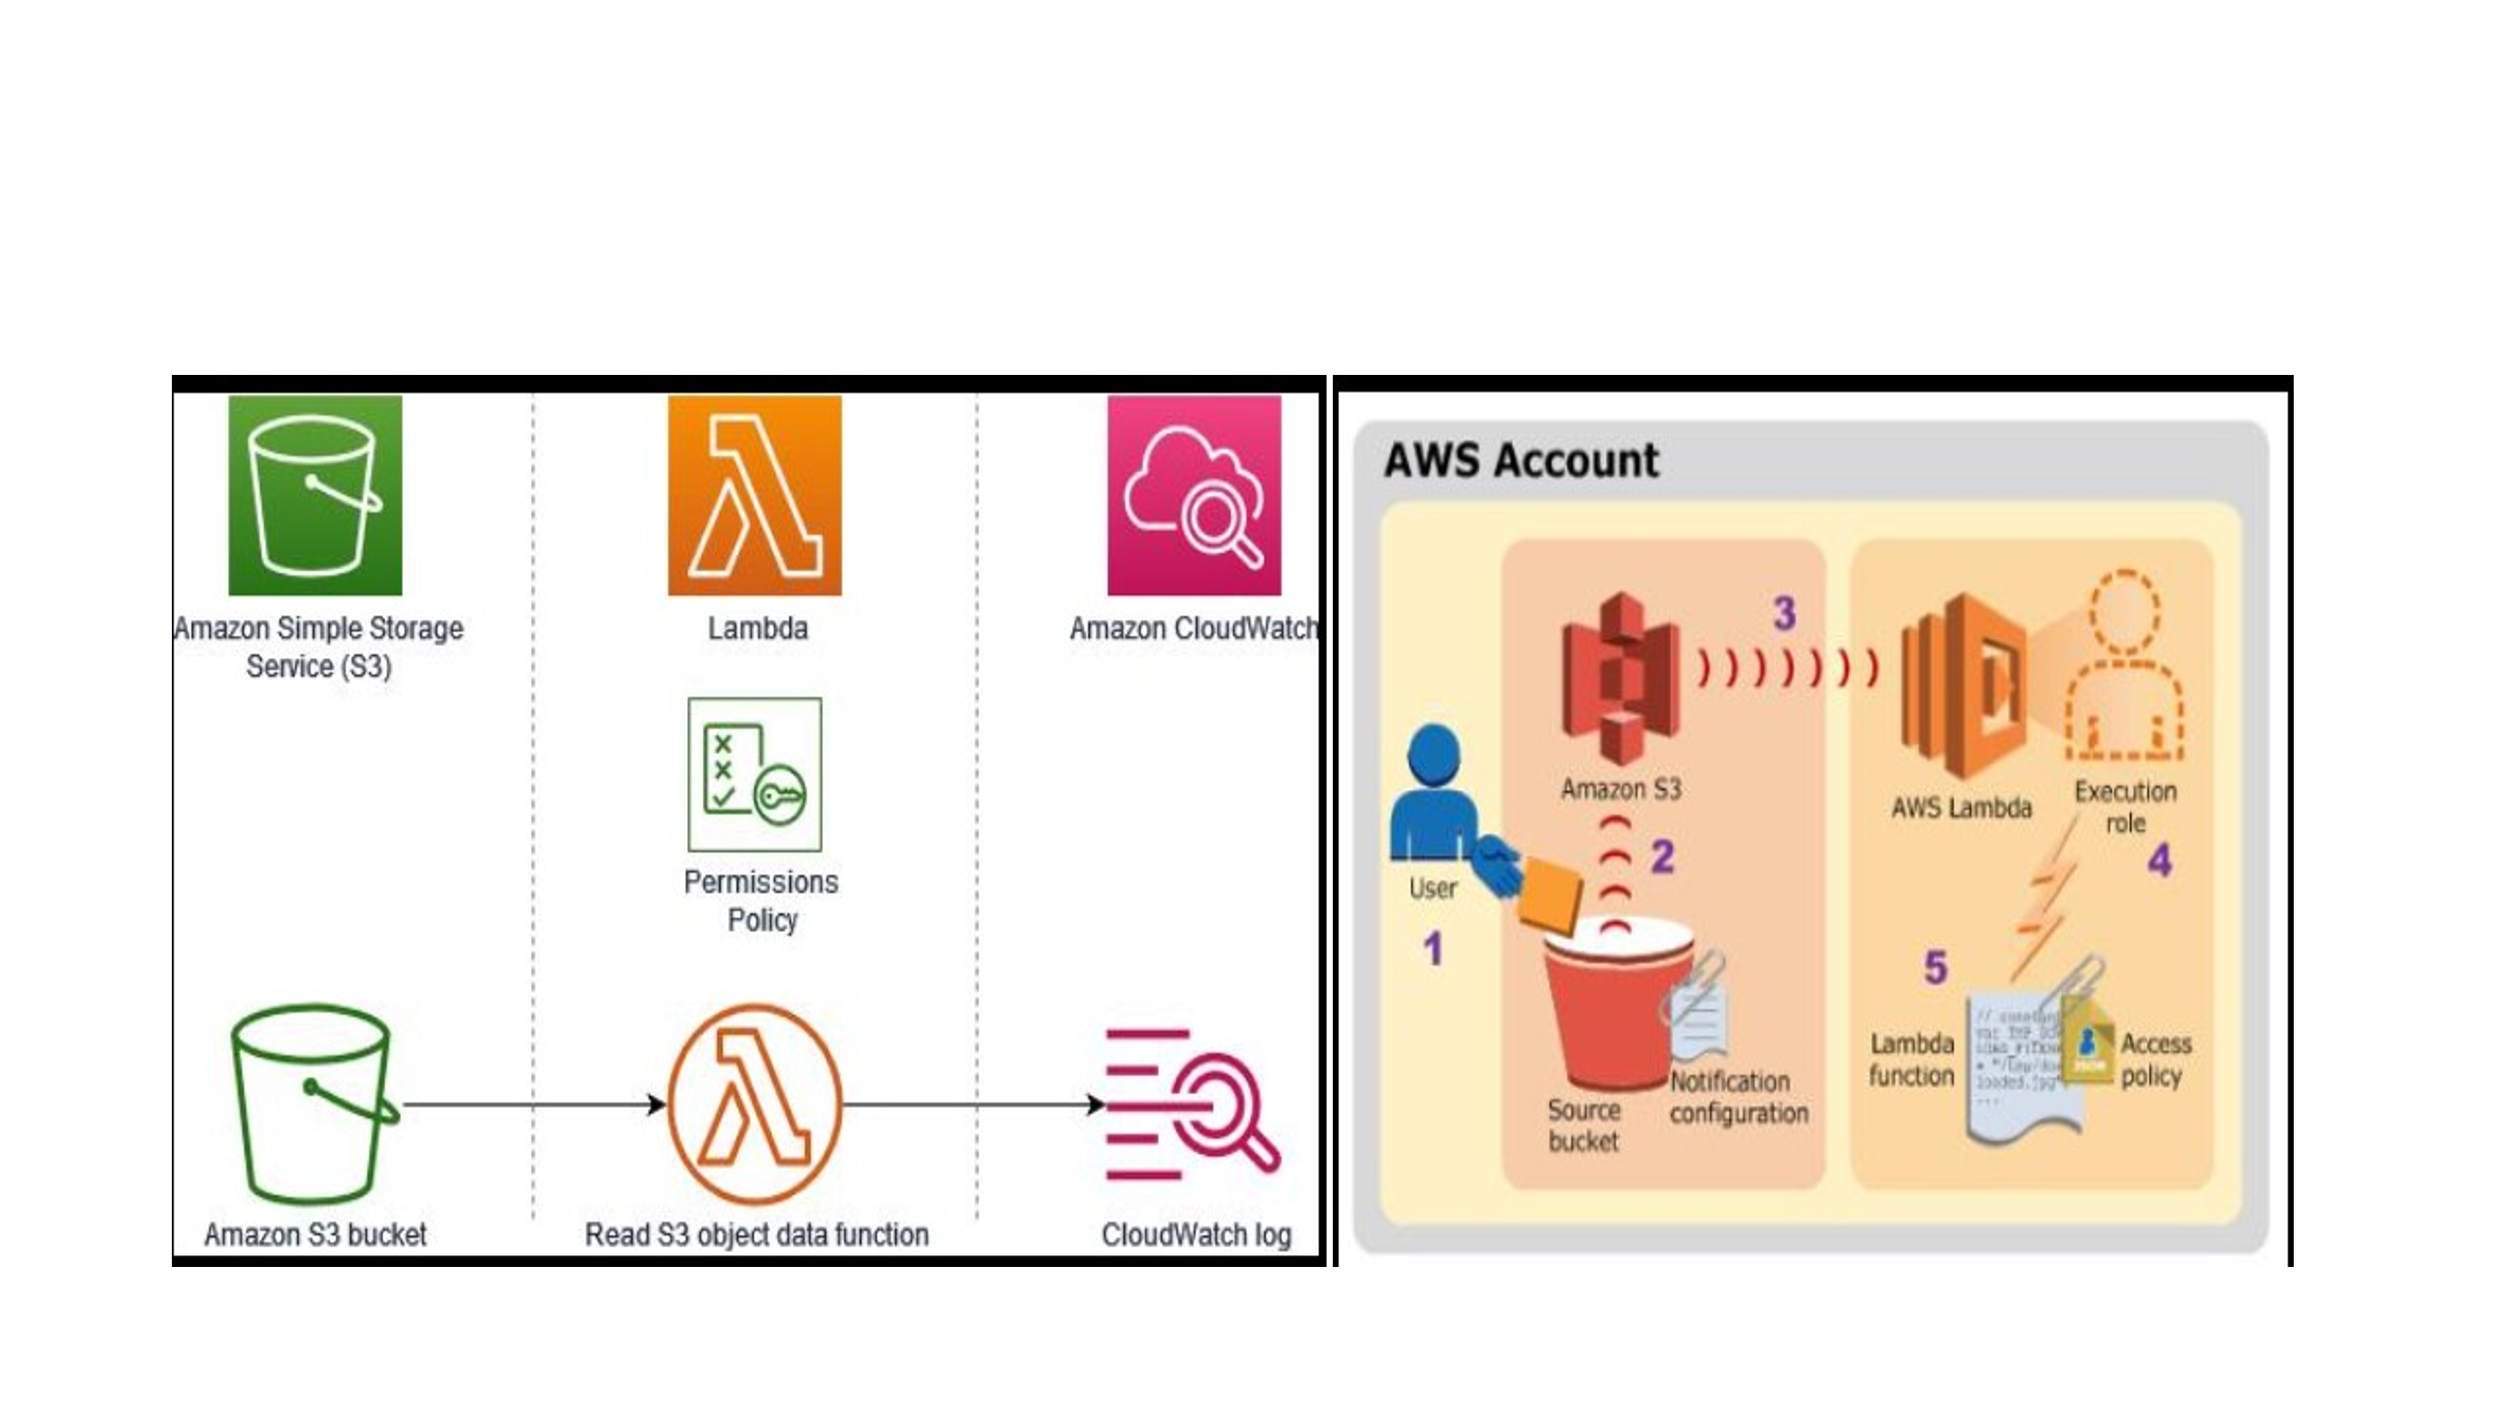 Amazon Simple Storage
Service (S3)
Lambda
Amazon CloudWatch
Permissions
Policy
Amazon S3 bucket
Read S3 object data function
CloudWatch log
AWS Account
3
Amazon S3
AWS Lambda
Execution
role
2
4
User
1
5
Lambda
function
Access
policy
loaded.jpg"
...
Notification
configuration
Source
bucket